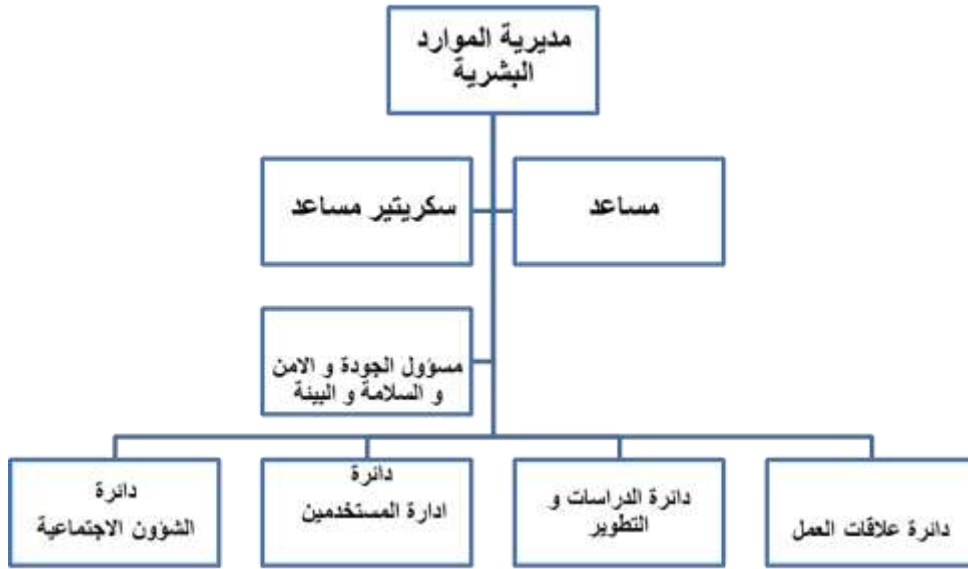 مديرية الموارد
البشرية
مساعد
سكريتير مساعد
مسؤول الجودة و الامن
و السلامة و البيئة
دائرة علاقات العمل
دائرة الدراسات و
التطوير
دائرة
ادارة المستخدمين
دائرة
الشؤون الاجتماعية